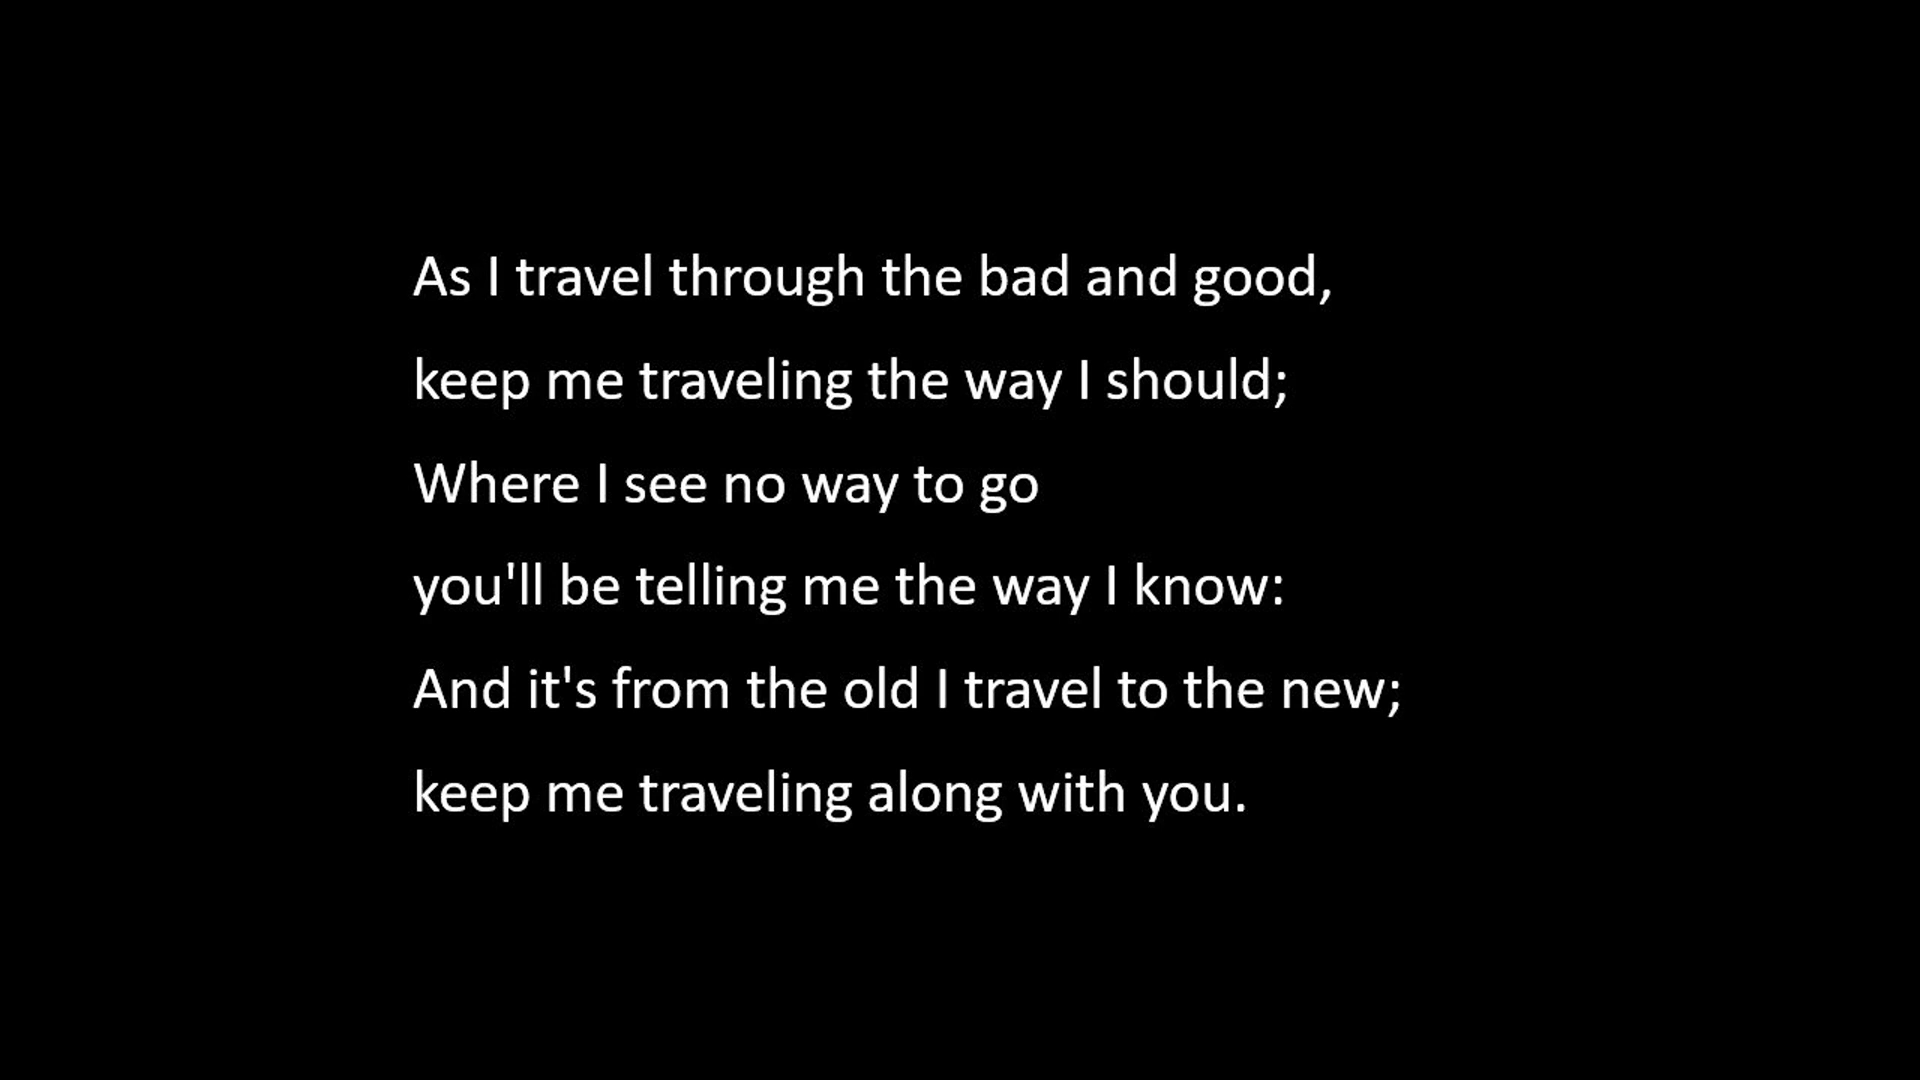 As I travel through the bad and good,
keep me traveling the way I should;
Where I see no way to go
you'll be telling me the way I know:
And it's from the old I travel to the new;
keep me traveling along with you.